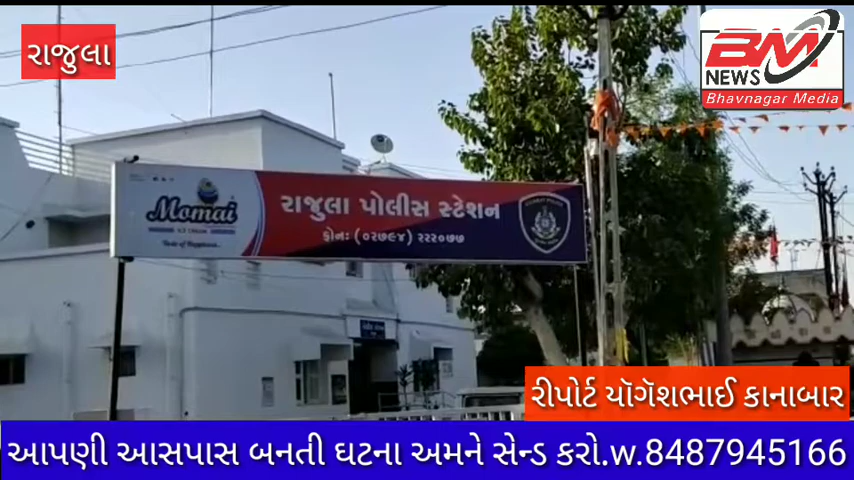 રાજુલા
BM
NEWS
Bhavnagar Media
Momai
રાજુલા પોલીસ સ્ટેશન
ફોન: (૦૨૭૯૪) ૨૨૨૦૭૭
રીપોર્ટ યૉગૅશભાઈ કાનાબાર
આપણી આસપાસ બનતી ઘટના અમને સેન્ડ કરો.w.8487945166